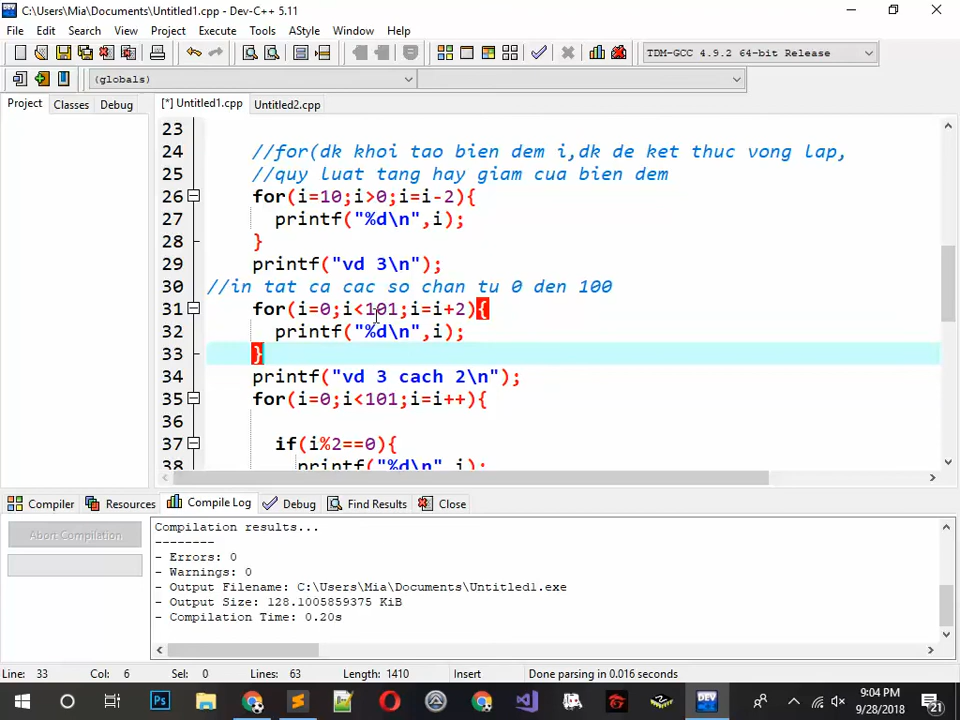 C:\Users\Mia\Documents\Untitled1.cpp - Dev-C++ 5.11
File Edit Search View Project Execute Tools AStyle Window Help
TDM-GCC 4.9.2 64-bit Release
(globals)
Project Classes Debug [*] Untitled1.cpp Untitled2.cpp
23
24 //for(dk khoi tao bien dem i,dk de ket thuc vong lap,
25 //quy luat tang hay giam cua bien dem
26 for(i=10;i>0;i=i-2){
27 printf("%d\n",i);
28 }
29 printf("vd 3\n");
30 //in tat ca cac so chan tu 0 den 100
31 for(i=0;i<101;i=i+2){
32 printf("%d\n",i);
33 }
34 printf("vd 3 cach 2\n");
35 for(i=0;i<101;i=i++){
36
37 if(i%2==0){
38 printf("%d\n",i);
Compiler Resources Compile Log Debug Find Results Close
Abort Compilation
Compilation results...
--------
- Errors: 0
- Warnings: 0
- Output Filename: C:\Users\Mia\Documents\Untitled1.exe
- Output Size: 128.1005859375 KiB
- Compilation Time: 0.20s
Line: 33 Col: 6 Sel: 0 Lines: 63 Length: 1410 Insert Done parsing in 0.016 seconds
Ps
DEV
9:04 PM
9/28/2018
21